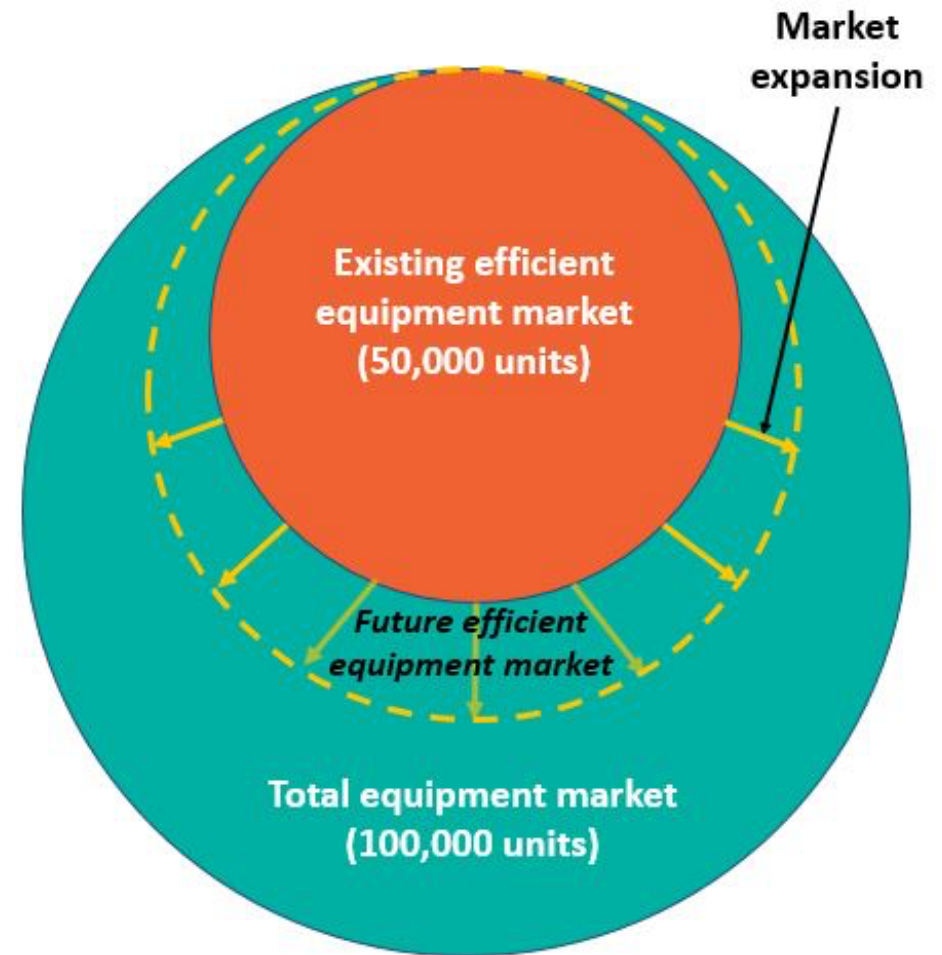 Market
expansion
Existing efficient
equipment market
(50,000 units)
Future efficient
equipment market
Total equipment market
(100,000 units)